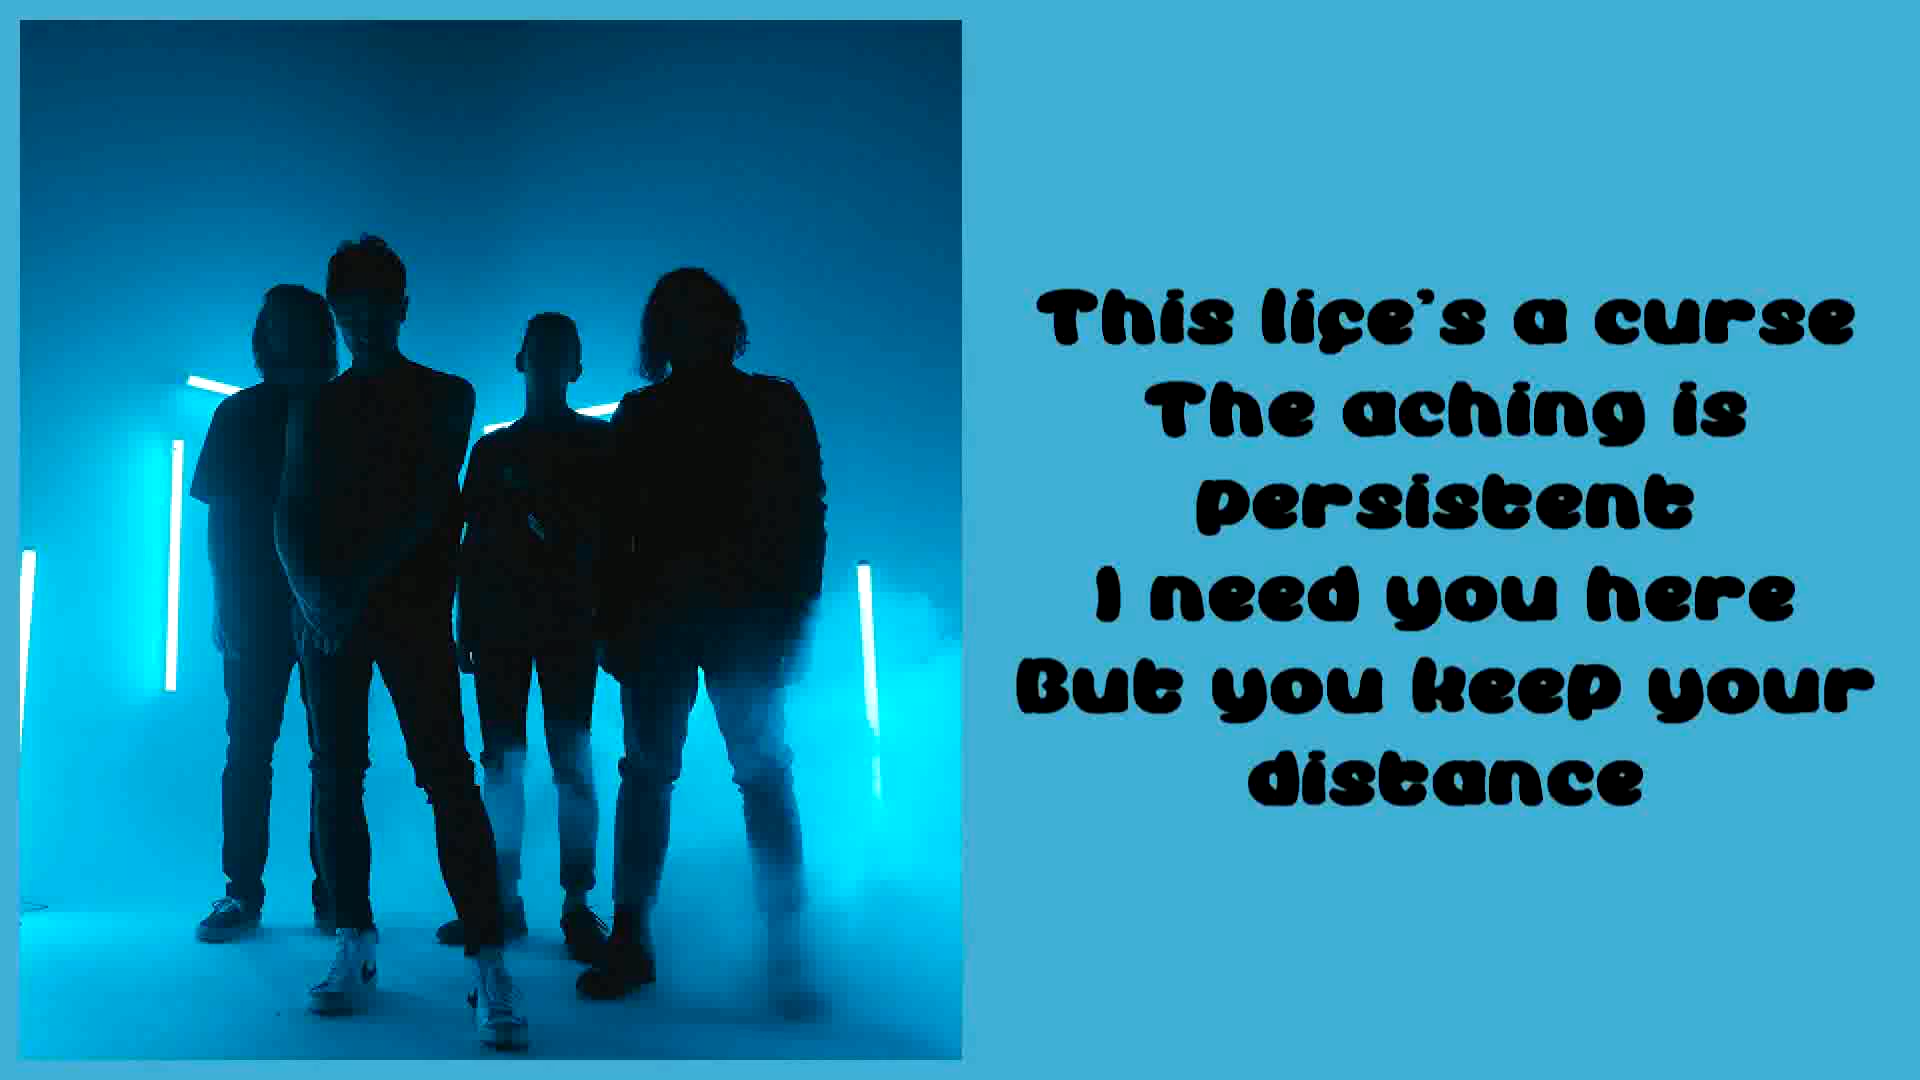 This life's a curse
The aching is
persistent
I need you here
But you keep your
distance